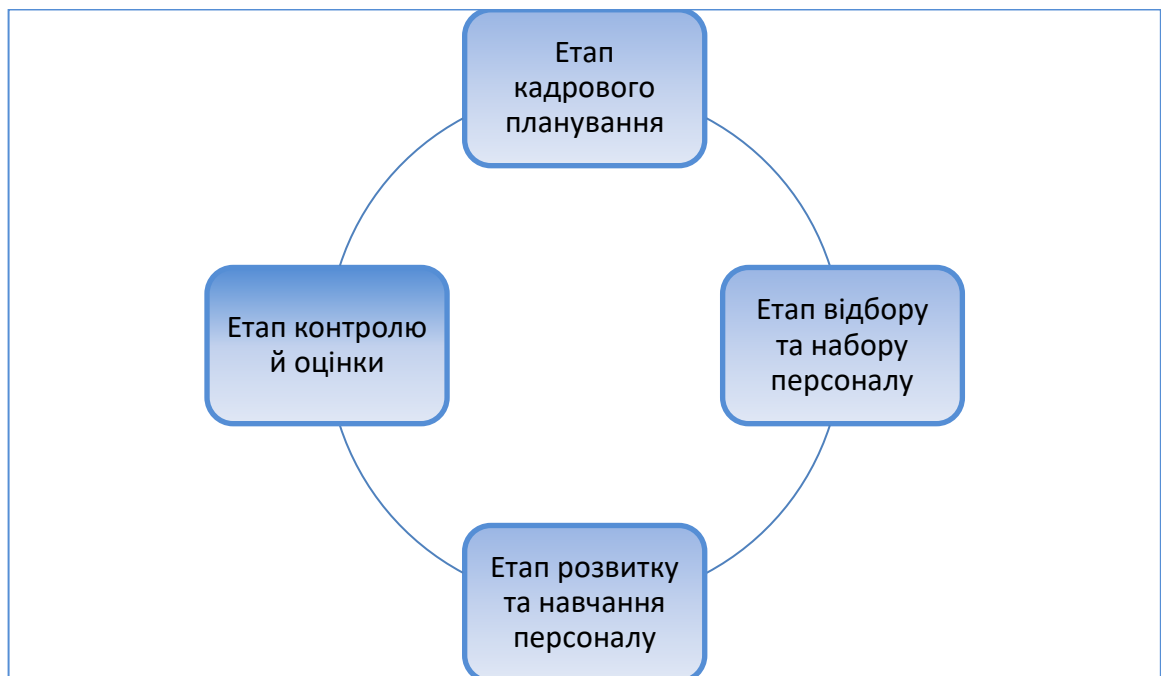 Етап
кадрового
планування
Етап відбору
та набору
персоналу
Етап розвитку
та навчання
персоналу
Етап контролю
й оцінки